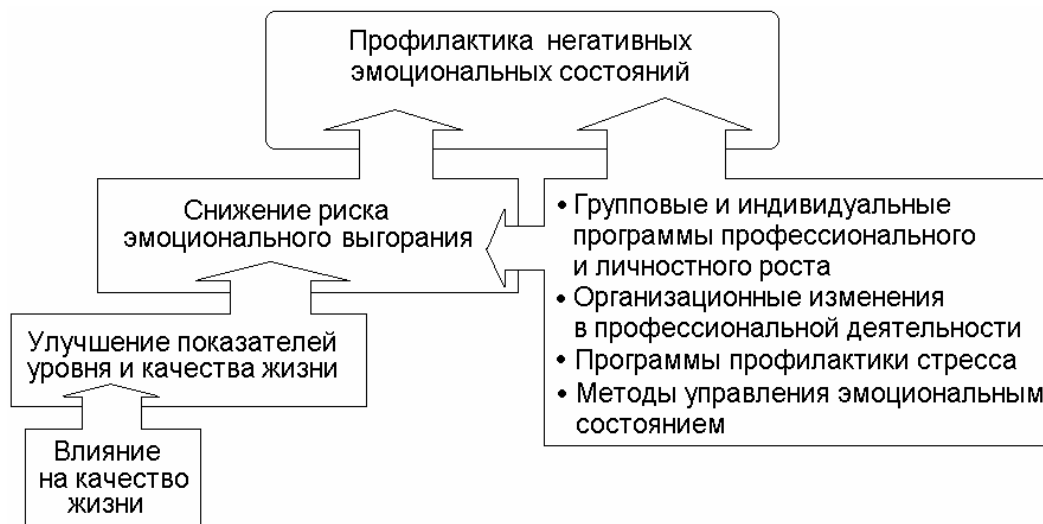 Профилактика негативных
эмоциональных состояний
Снижение риска
эмоционального выгорания
• Групповые и индивидуальные
программы профессионального
и личностного роста
• Организационные изменения
в профессиональной деятельности
• Программы профилактики стресса
• Методы управления эмоциональным
состоянием
Улучшение показателей
уровня и качества жизни
Влияние
на качество
жизни